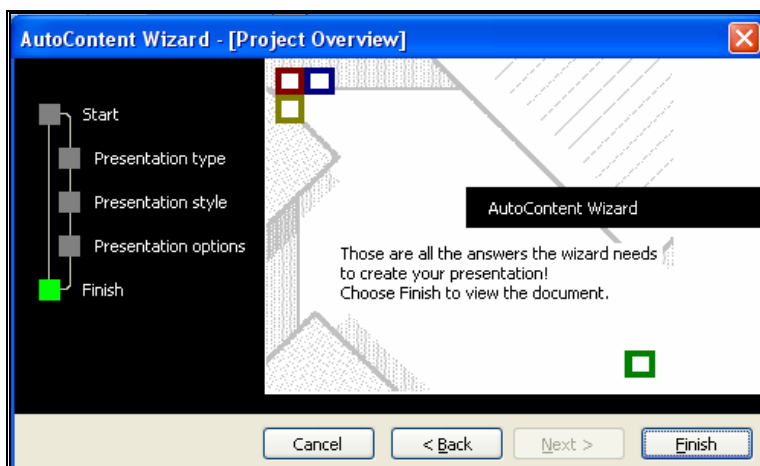 AutoContent Wizard - [Project Overview]
Start
Presentation type
Presentation style
Presentation options
Finish
AutoContent Wizard
Those are all the answers the wizard needs
to create your presentation!
Choose Finish to view the document.
Cancel
< Back
Next >
Finish